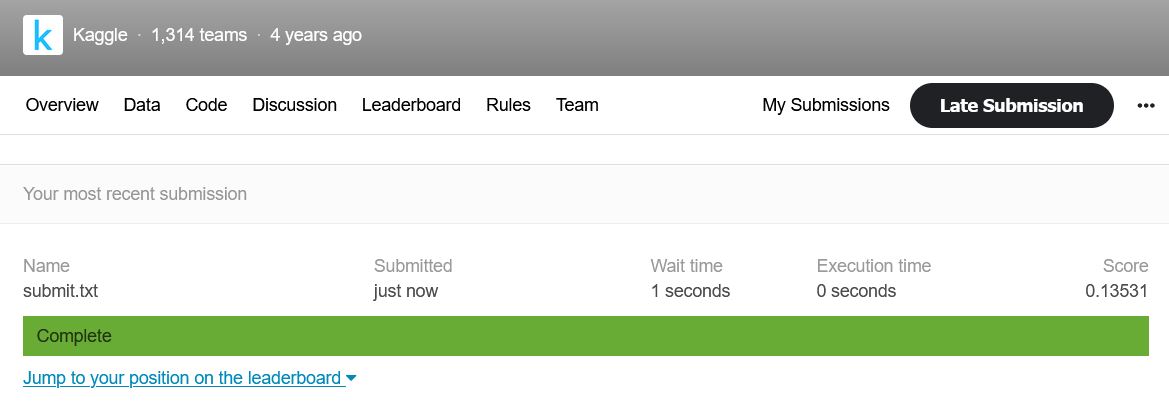 k Kaggle · 1,314 teams · 4 years ago
Overview Data Code Discussion Leaderboard Rules Team My Submissions Late Submission •••
Your most recent submission
Name Submitted Wait time Execution time Score
submit.txt just now 1 seconds 0 seconds 0.13531
Complete
Jump to your position on the leaderboard